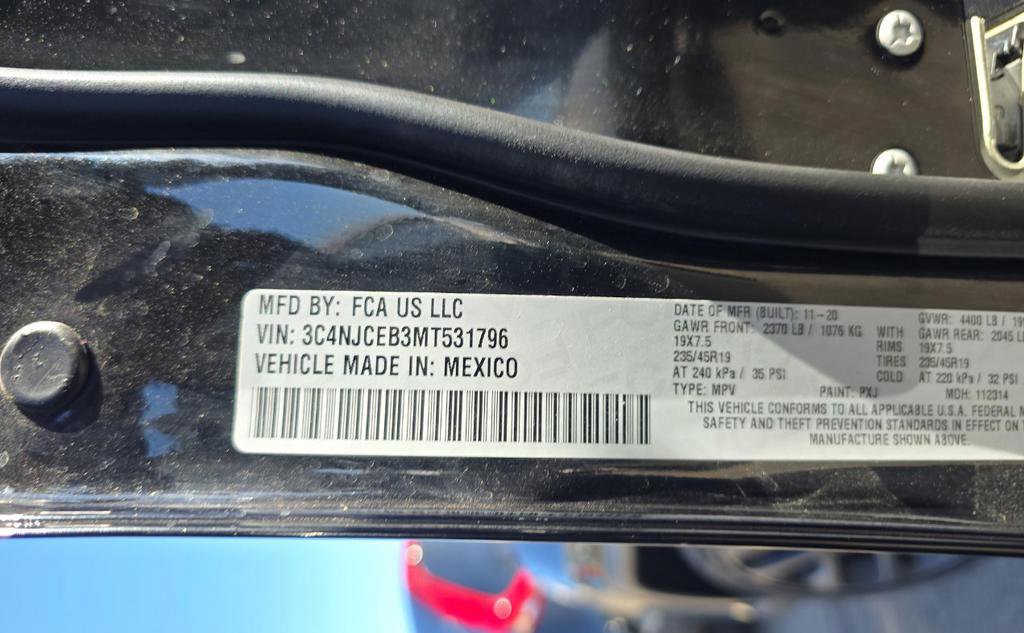 MFD BY: FCA US LLC
VIN: 3C4NJCEB3MT531796
VEHICLE MADE IN: MEXICO
DATE OF MFR (BUILT): 11-20
GVWR: 4400 LB / 19
GAWR FRONT: 2370 LB / 1076 KG WITH GAWR REAR: 2045 L
19X7.5 RIMS 19X7.5
235/45R19 TIRES 235/45R19
AT 240 kPa / 35 PSI COLD AT 220 kPa / 32 PSI
TYPE: MPV PAINT: PXJ MDH: 112314
THIS VEHICLE CONFORMS TO ALL APPLICABLE U.S.A. FEDERAL M
SAFETY AND THEFT PREVENTION STANDARDS IN EFFECT ON T
MANUFACTURE SHOWN ABOVE.